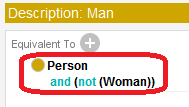 Description: Man
Equivalent To
Person
and (not (Woman))